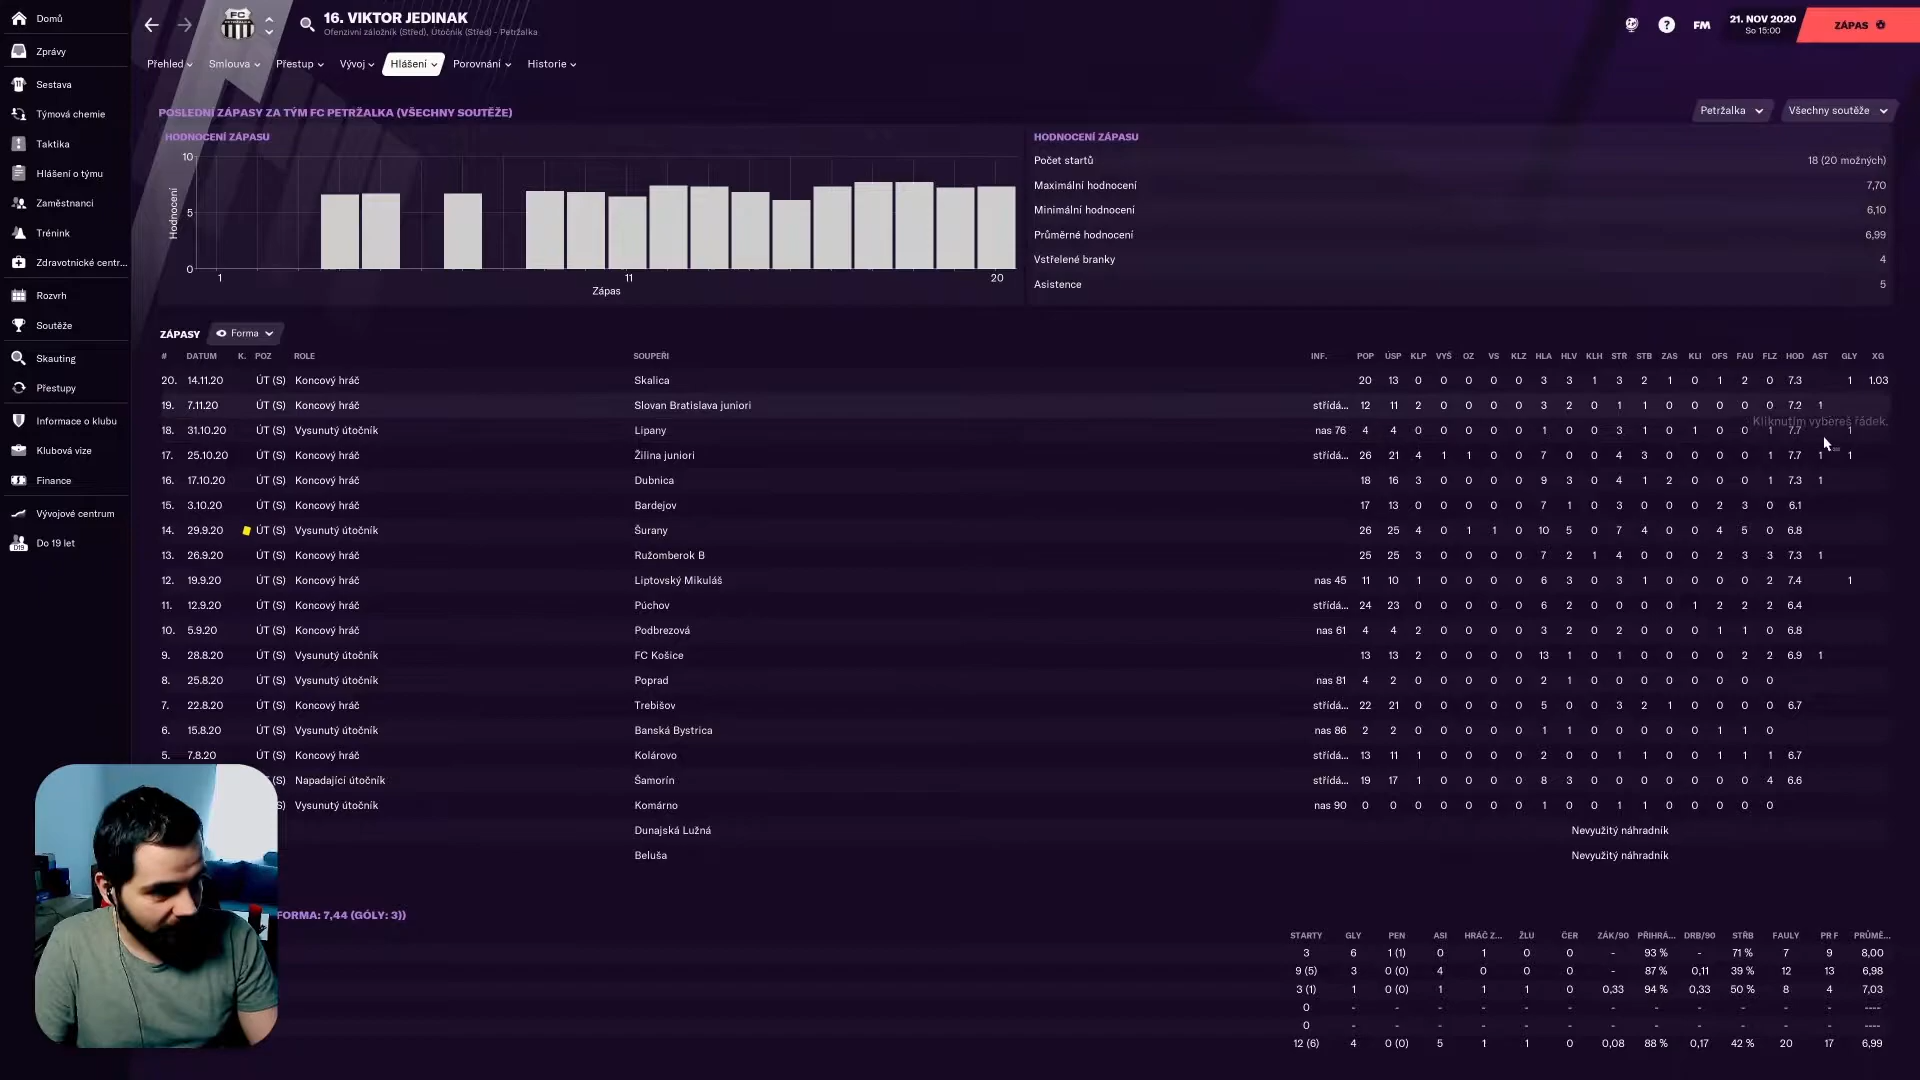 Domů
Zprávy
Sestava
Týmová chemie
Taktika
Hlášení o týmu
Zaměstnanci
Trénink
Zdravotnické centr...
Rozvrh
Soutěže
Skauting
Přestupy
Informace o klubu
Klubová vize
Finance
Vývojové centrum
Do 19 let
16. VIKTOR JEDINAK
Ofenzivní záložník (Střed), Útočník (Střed) - Petržalka
FM
21. NOV 2020
So 15:00
ZÁPAS
Přehled Smlouva Přestup Vývoj Hlášení Porovnání Historie
POSLEDNÍ ZÁPASY ZA TÝM FC PETRŽALKA (VŠECHNY SOUTĚŽE)
Petržalka Všechny soutěže
HODNOCENÍ ZÁPASU
10
5
0
Hodnocení
1 11 20
Zápas
HODNOCENÍ ZÁPASU
Počet startů 18 (20 možných)
Maximální hodnocení 7,70
Minimální hodnocení 6,10
Průměrné hodnocení 6,99
Vstřelené branky 4
Asistence 5
ZÁPASY Forma
# DATUM K. POZ ROLE SOUPEŘI INF. POP ÚSP KLP VYŠ OZ VS KLZ HLA HLV KLH STŘ STB ZAS KLI OFS FAU FLZ HOD AST GLY XG
20. 14.11.20 ÚT (S) Koncový hráč Skalica 20 13 0 0 0 0 0 3 3 1 3 2 1 0 1 2 0 7.3 1 1.03
19. 7.11.20 ÚT (S) Koncový hráč Slovan Bratislava juniori střídá... 12 11 2 0 0 0 0 3 2 0 1 1 0 0 0 0 0 7.2 1
Kliknutím vybereš řádek.
18. 31.10.20 ÚT (S) Vysunutý útočník Lipany nas 76 4 4 0 0 0 0 0 1 0 0 3 1 0 1 0 0 1 7.7 1
17. 25.10.20 ÚT (S) Koncový hráč Žilina juniori střídá... 26 21 4 1 1 0 0 7 0 0 4 3 0 0 0 0 1 7.7 1 1
16. 17.10.20 ÚT (S) Koncový hráč Dubnica 18 16 3 0 0 0 0 9 3 0 4 1 2 0 0 0 1 7.3 1
15. 3.10.20 ÚT (S) Koncový hráč Bardejov 17 13 0 0 0 0 0 7 1 0 3 0 0 0 2 3 0 6.1
14. 29.9.20 ÚT (S) Vysunutý útočník Šurany 26 25 4 0 1 1 0 10 5 0 7 4 0 0 4 5 0 6.8
13. 26.9.20 ÚT (S) Koncový hráč Ružomberok B 25 25 3 0 0 0 0 7 2 1 4 0 0 0 2 3 3 7.3 1
12. 19.9.20 ÚT (S) Koncový hráč Liptovský Mikuláš nas 45 11 10 1 0 0 0 0 6 3 0 3 1 0 0 0 0 2 7.4 1
11. 12.9.20 ÚT (S) Koncový hráč Púchov střídá... 24 23 0 0 0 0 0 6 2 0 0 0 0 1 2 2 2 6.4
10. 5.9.20 ÚT (S) Koncový hráč Podbrezová nas 61 4 4 2 0 0 0 0 3 2 0 2 0 0 0 1 1 0 6.8
9. 28.8.20 ÚT (S) Vysunutý útočník FC Košice 13 13 2 0 0 0 0 13 1 0 1 0 0 0 0 2 2 6.9 1
8. 25.8.20 ÚT (S) Vysunutý útočník Poprad nas 81 4 2 0 0 0 0 0 2 1 0 0 0 0 0 0 0 0
7. 22.8.20 ÚT (S) Koncový hráč Trebišov střídá... 22 21 0 0 0 0 0 5 0 0 3 2 1 0 0 0 0 6.7
6. 15.8.20 ÚT (S) Vysunutý útočník Banská Bystrica nas 86 2 2 0 0 0 0 0 1 1 0 0 0 0 0 1 1 0
5. 7.8.20 ÚT (S) Koncový hráč Kolárovo střídá... 13 11 1 0 0 0 0 2 0 0 1 1 0 0 1 1 1 6.7
(S) Napadající útočník Šamorín střídá... 19 17 1 0 0 0 0 8 3 0 0 0 0 0 0 0 4 6.6
S) Vysunutý útočník Komárno nas 90 0 0 0 0 0 0 0 1 0 0 1 1 0 0 0 0 0
Dunajská Lužná Nevyužitý náhradník
Beluša Nevyužitý náhradník
FORMA: 7,44 (GÓLY: 3))
STARTY GLY PEN ASI HRÁČ Z... ŽLU ČER ZÁK/90 PŘIHRÁ... DRB/90 STŘB FAULY PR F PRŮMĚ...
3 6 1 (1) 0 1 0 0 - 93 % - 71 % 7 9 8,00
9 (5) 3 0 (0) 4 0 0 0 - 87 % 0,11 39 % 12 13 6,98
3 (1) 1 0 (0) 1 1 1 0 0,33 94 % 0,33 50 % 8 4 7,03
0 - - - - - - - - - - - - ----
0 - - - - - - - - - - - - ----
12 (6) 4 0 (0) 5 1 1 0 0,08 88 % 0,17 42 % 20 17 6,99